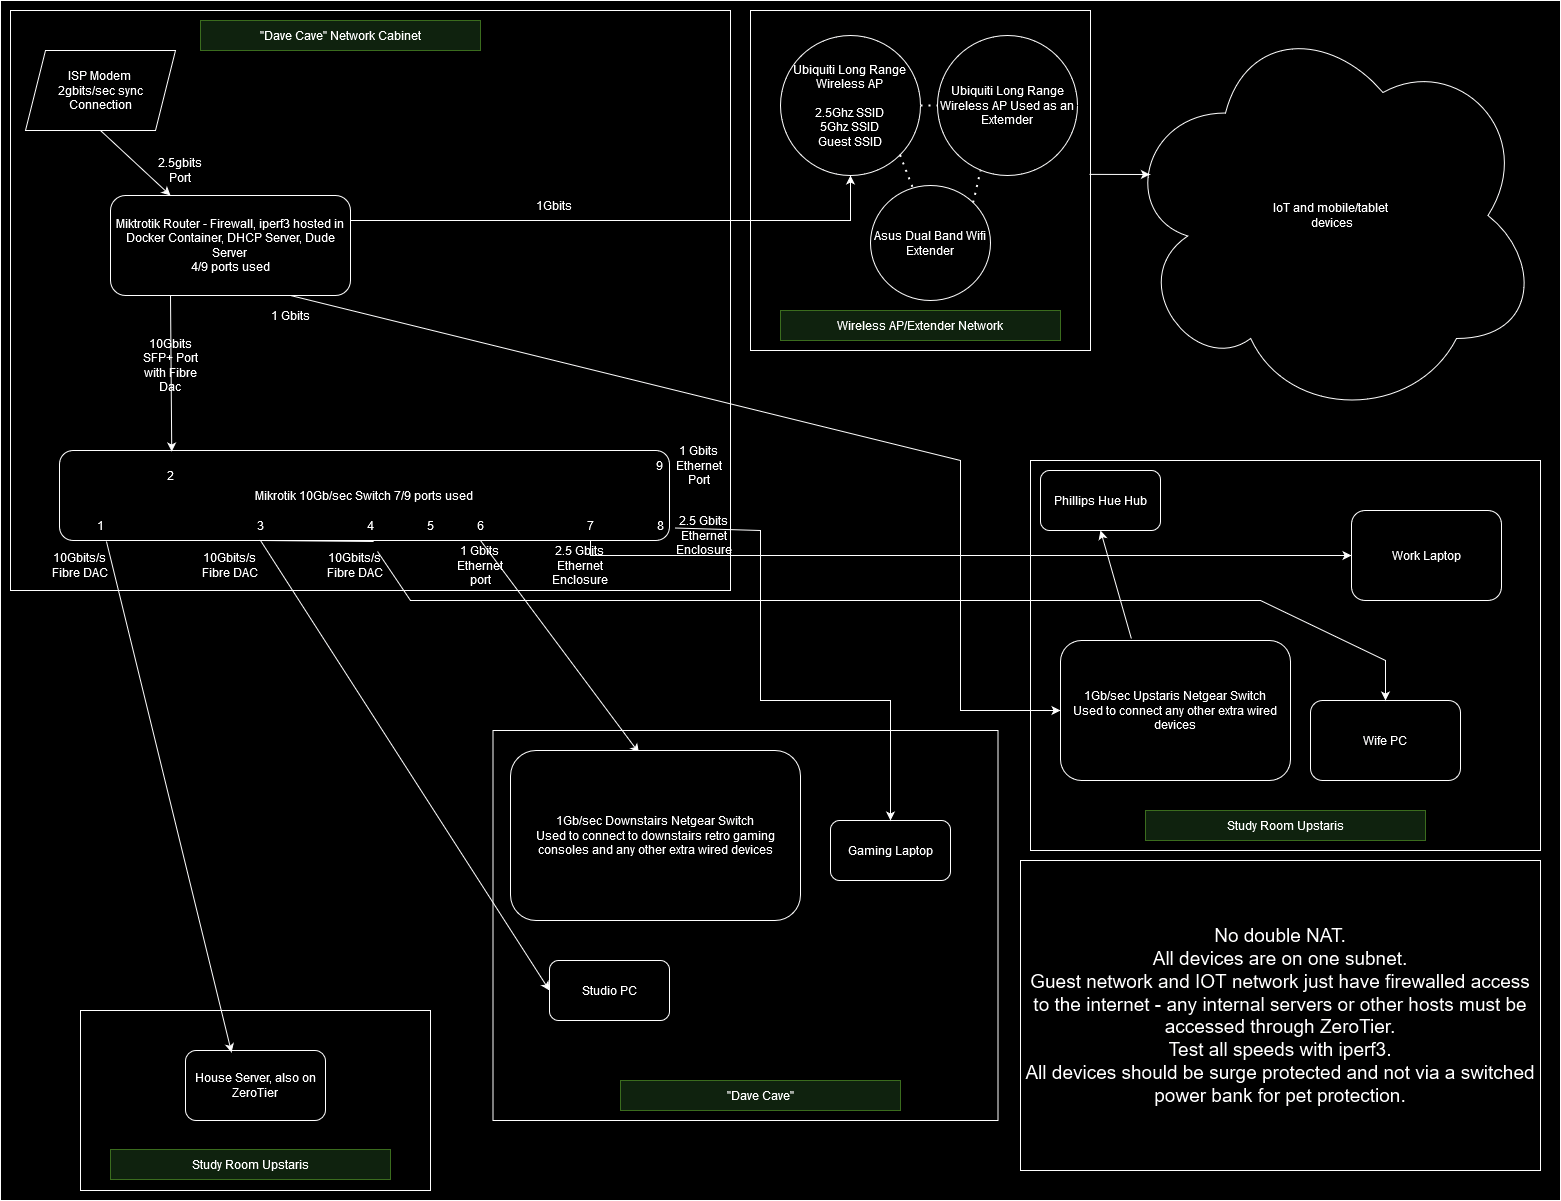 "Dave Cave" Network Cabinet
ISP Modem
2gbits/sec sync
Connection
2.5gbits
Port
Miktrotik Router - Firewall, iperf3 hosted in
Docker Container, DHCP Server, Dude
Server
4/9 ports used
1Gbits
1 Gbits
10Gbits
SFP+ Port
with Fibre
Dac
2
9
1 Gbits
Ethernet
Port
Mikrotik 10Gb/sec Switch 7/9 ports used
1
3
4
5
6
7
8
2.5 Gbits
Ethernet
Enclosure
10Gbits/s
Fibre DAC
10Gbits/s
Fibre DAC
10Gbits/s
Fibre DAC
1 Gbits
Ethernet
port
2.5 Gbits
Ethernet
Enclosure
Ubiquiti Long Range
Wireless AP
2.5Ghz SSID
5Ghz SSID
Guest SSID
Ubiquiti Long Range
Wireless AP Used as an
Extemder
Asus Dual Band Wifi
Extender
Wireless AP/Extender Network
IoT and mobile/tablet
devices
Phillips Hue Hub
Work Laptop
1Gb/sec Upstaris Netgear Switch
Used to connect any other extra wired
devices
Wife PC
Study Room Upstaris
1Gb/sec Downstairs Netgear Switch
Used to connect to downstairs retro gaming
consoles and any other extra wired devices
Gaming Laptop
Studio PC
"Dave Cave"
House Server, also on
ZeroTier
Study Room Upstaris
No double NAT.
All devices are on one subnet.
Guest network and IOT network just have firewalled access
to the internet - any internal servers or other hosts must be
accessed through ZeroTier.
Test all speeds with iperf3.
All devices should be surge protected and not via a switched
power bank for pet protection.